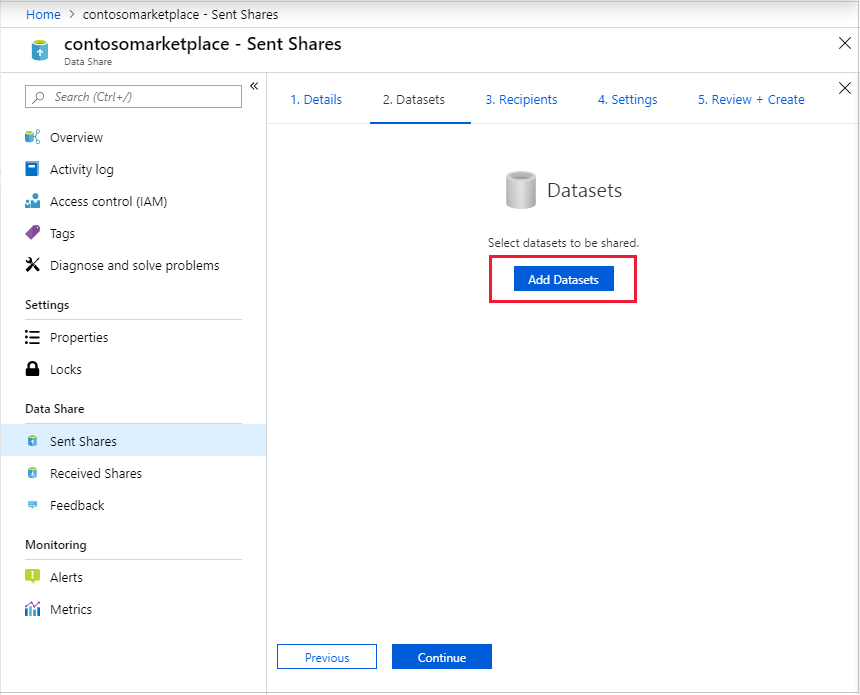 Home > contosomarketplace - Sent Shares
contosomarketplace - Sent Shares
Data Share
Search (Ctrl+/)
«
Overview
Activity log
Access control (IAM)
Tags
Diagnose and solve problems
Settings
Properties
Locks
Data Share
Sent Shares
Received Shares
Feedback
Monitoring
Alerts
Metrics
1. Details 2. Datasets 3. Recipients 4. Settings 5. Review + Create
Datasets
Select datasets to be shared.
Add Datasets
Previous Continue